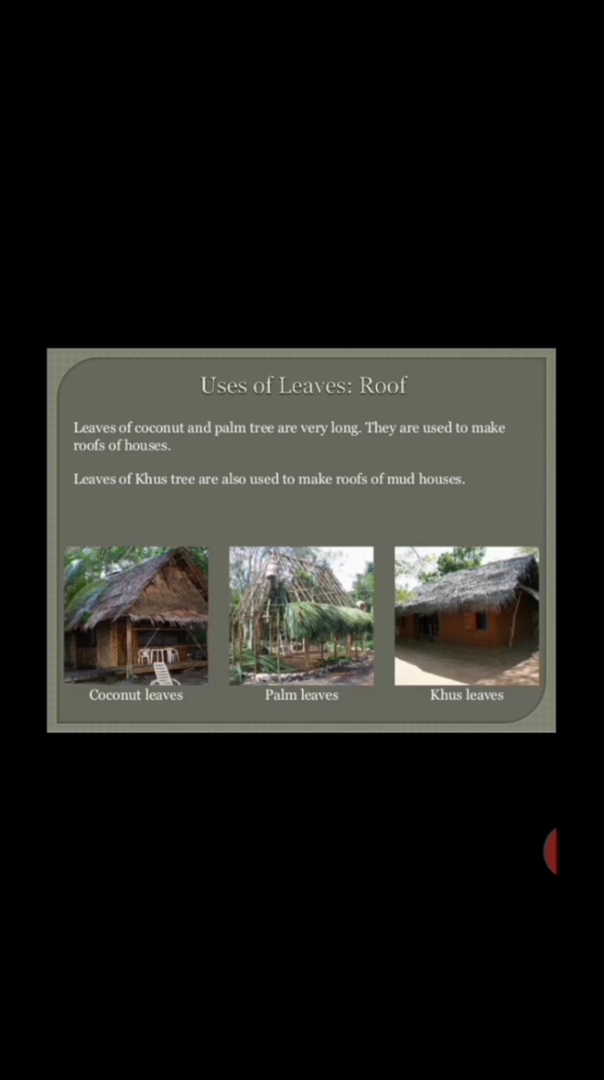 Uses of Leaves: Roof
Leaves of coconut and palm tree are very long. They are used to make
roofs of houses.
Leaves of Khus tree are also used to make roofs of mud houses.
Coconut leaves
Palm leaves
Khus leaves